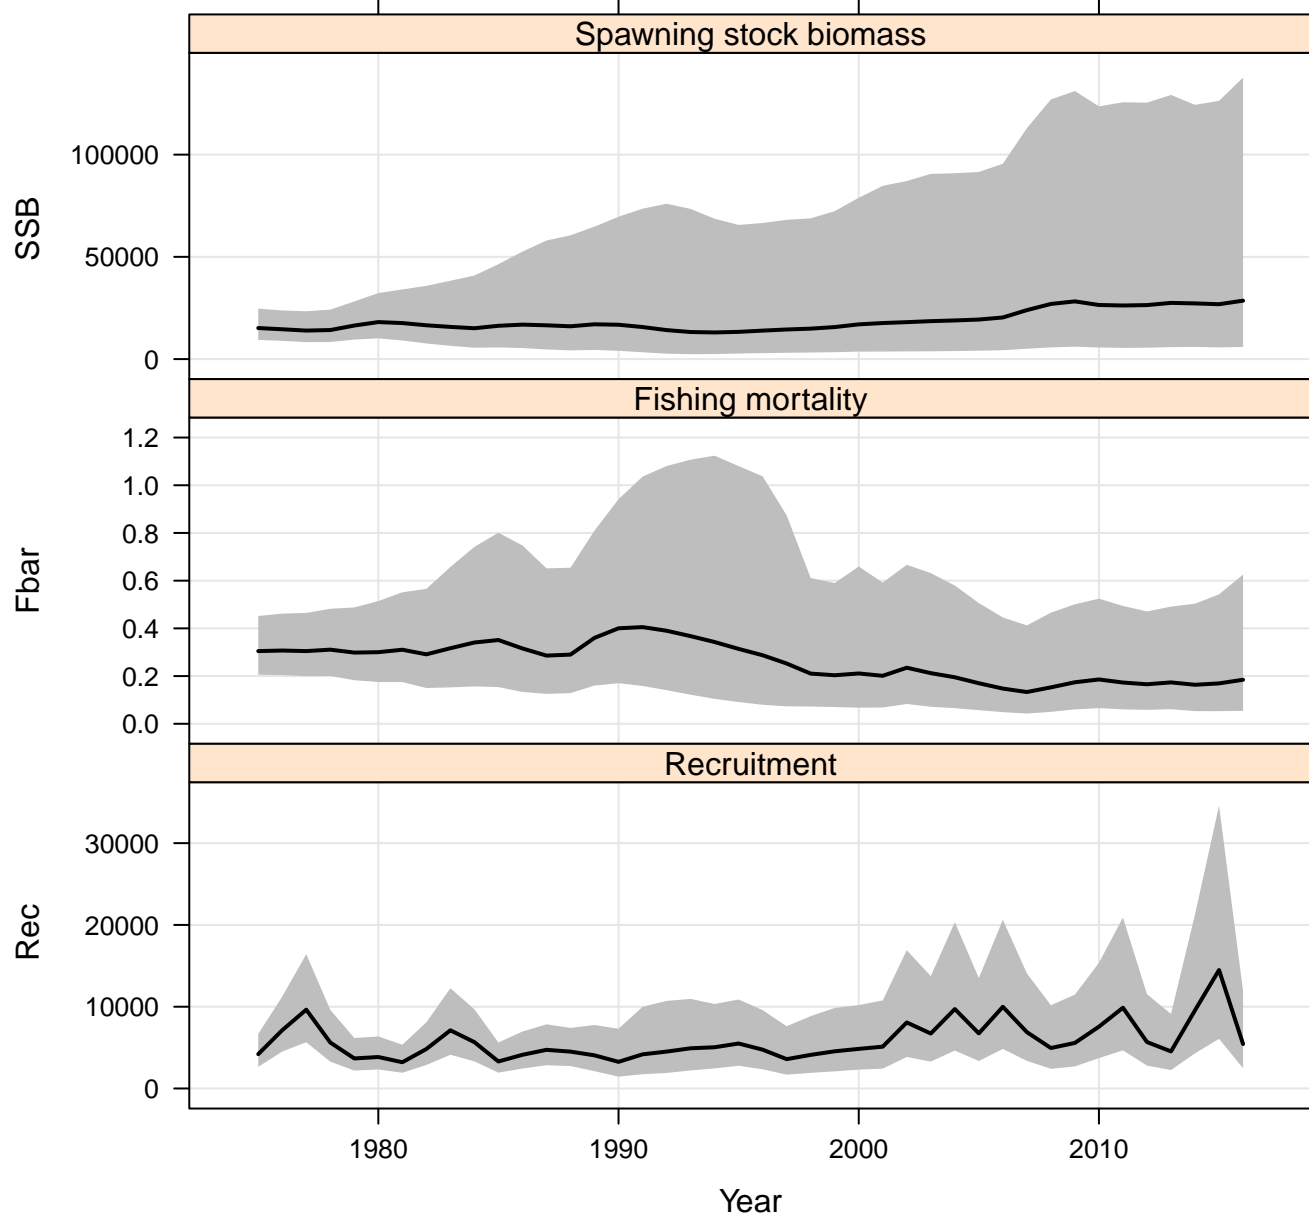 Spawning stock biomass
SSB
100000
50000
0
Fishing mortality
Fbar
1.2
1.0
0.8
0.6
0.4
0.2
0.0
Recruitment
Rec
30000
20000
10000
0
1980 1990 2000 2010
Year